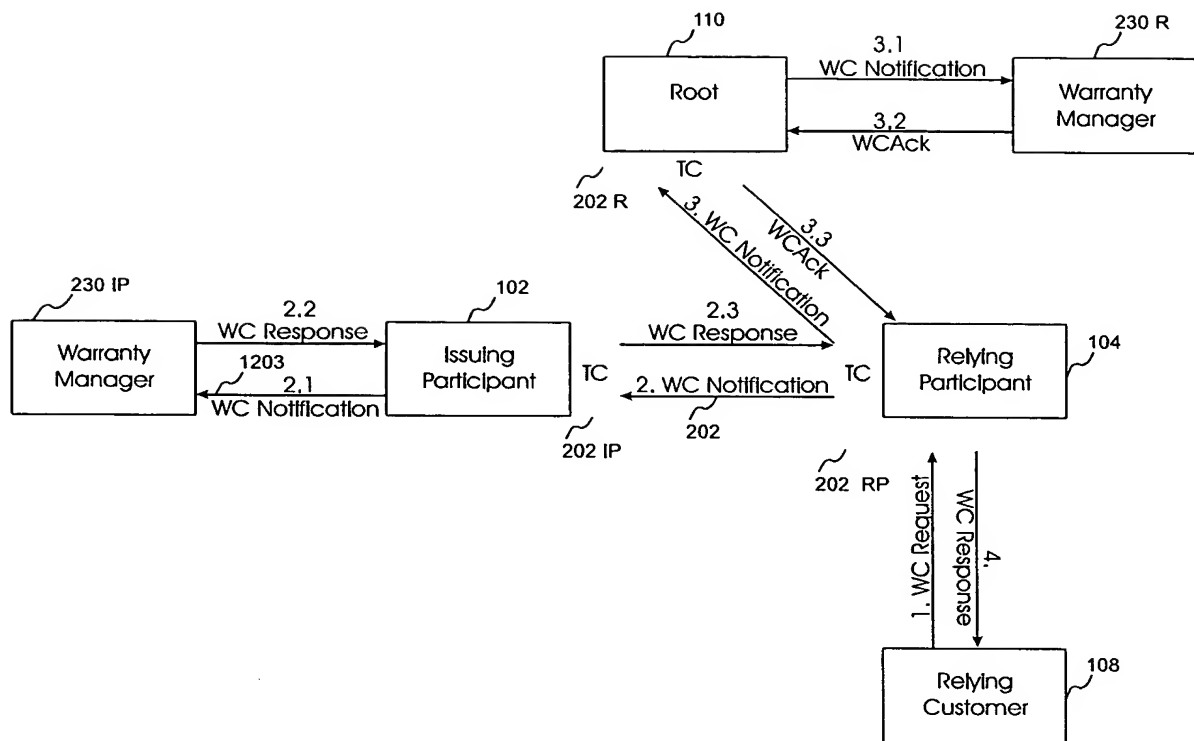 110
230 R
3.1
WC Notification
Root
Warranty
Manager
3.2
WCAck
TC
202 R
3. WC Notification
3.3
WCAck
230 IP
102
2.2
WC Response
2.3
WC Response
104
Warranty
Manager
1203
2.1
WC Notification
Issuing
Participant
TC
2. WC Notification
202
TC
Relying
Participant
202 IP
202 RP
1. WC Request
4.
WC Response
Relying
Customer
108